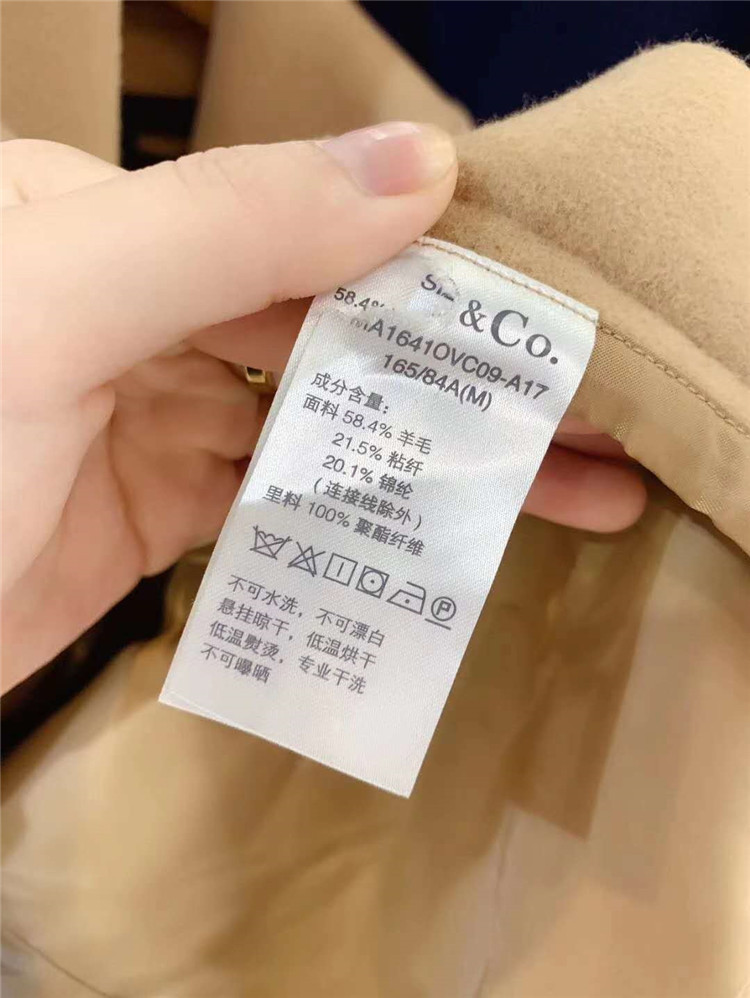 & Co.
58.4%
MA1641OVC09-A17
165/84A(M)
成分含量：
面料 58.4% 羊毛
21.5% 粘纤
20.1% 锦纶
（连接线除外）
里料 100% 聚酯纤维
P
不可水洗，不可漂白
悬挂晾干，低温烘干
低温熨烫，专业干洗
不可曝晒